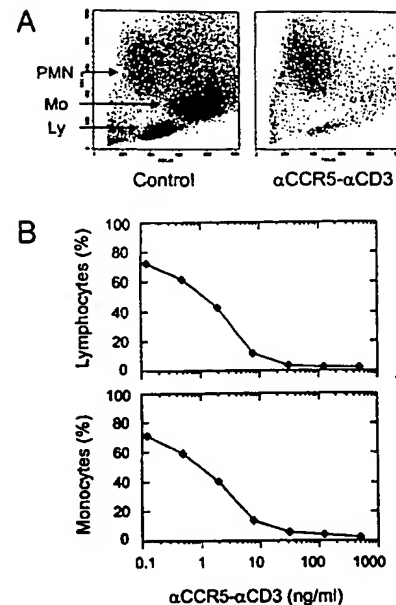 A
PMN
Mo
Ly
Control
αCCR5-αCD3
B
Lymphocytes (%)
100
80
60
40
20
0
Monocytes (%)
100
80
60
40
20
0
0.1
1
10
100
1000
αCCR5-αCD3 (ng/ml)